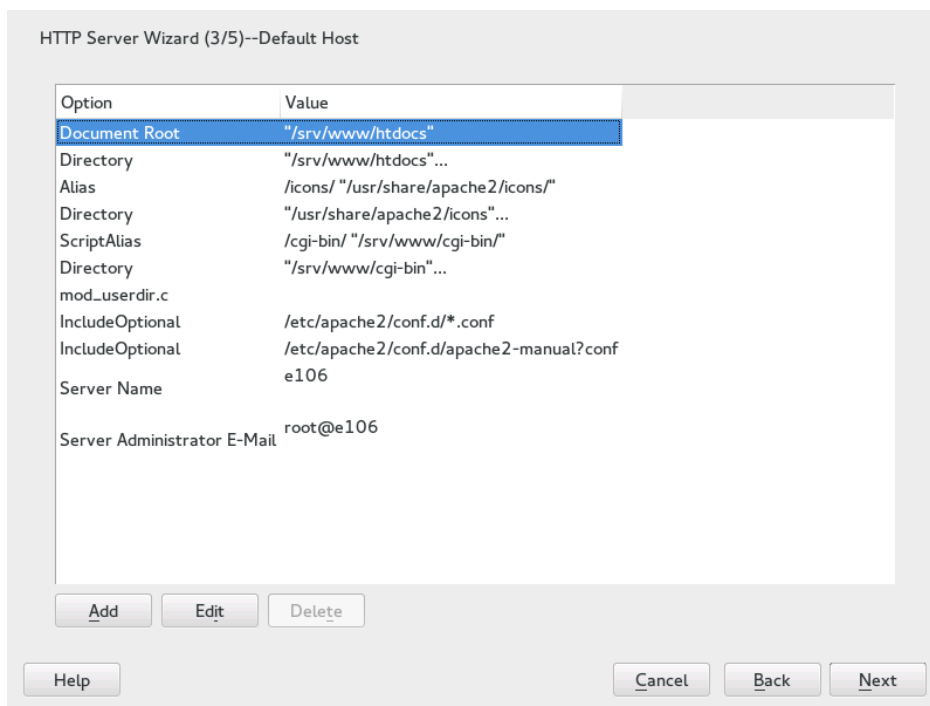 HTTP Server Wizard (3/5)--Default Host
Option Value
Document Root "/srv/www/htdocs"
Directory "/srv/www/htdocs"...
Alias /icons/ "/usr/share/apache2/icons/"
Directory "/usr/share/apache2/icons"...
ScriptAlias /cgi-bin/ "/srv/www/cgi-bin/"
Directory "/srv/www/cgi-bin"...
mod_userdir.c
IncludeOptional /etc/apache2/conf.d/*.conf
IncludeOptional /etc/apache2/conf.d/apache2-manual?conf
Server Name e106
Server Administrator E-Mail root@e106
Add Edit Delete
Help Cancel Back Next